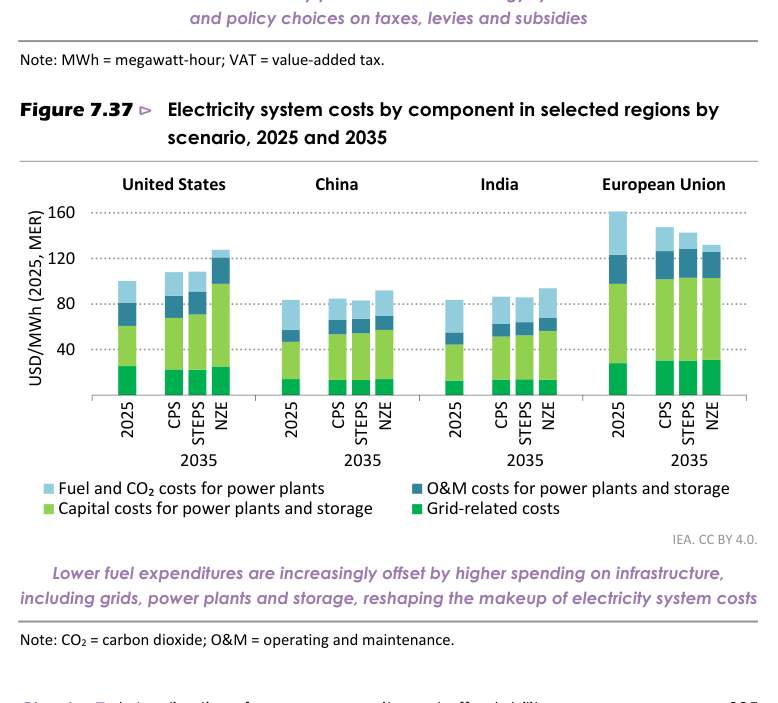 and policy choices on taxes, levies and subsidies
Note: MWh = megawatt-hour; VAT = value-added tax.
Figure 7.37 ▷ Electricity system costs by component in selected regions by
scenario, 2025 and 2035
United States China India European Union
USD/MWh (2025, MER)
160
120
80
40
2025 CPS STEPS NZE 2025 CPS STEPS NZE 2025 CPS STEPS NZE 2025 CPS STEPS NZE
2035 2035 2035 2035
Fuel and CO₂ costs for power plants O&M costs for power plants and storage
Capital costs for power plants and storage Grid-related costs
IEA. CC BY 4.0.
Lower fuel expenditures are increasingly offset by higher spending on infrastructure,
including grids, power plants and storage, reshaping the makeup of electricity system costs
Note: CO₂ = carbon dioxide; O&M = operating and maintenance.